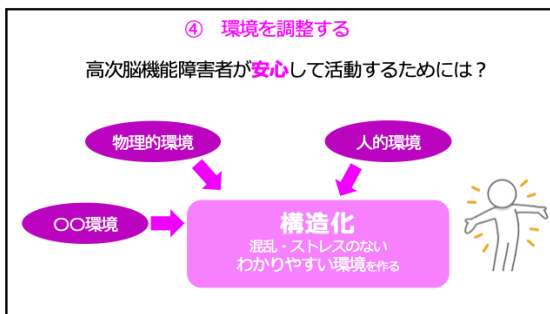 ④ 環境を調整する
高次脳機能障害者が安心して活動するためには？
物理的環境
人的環境
〇〇環境
構造化
混乱・ストレスのない
わかりやすい環境を作る